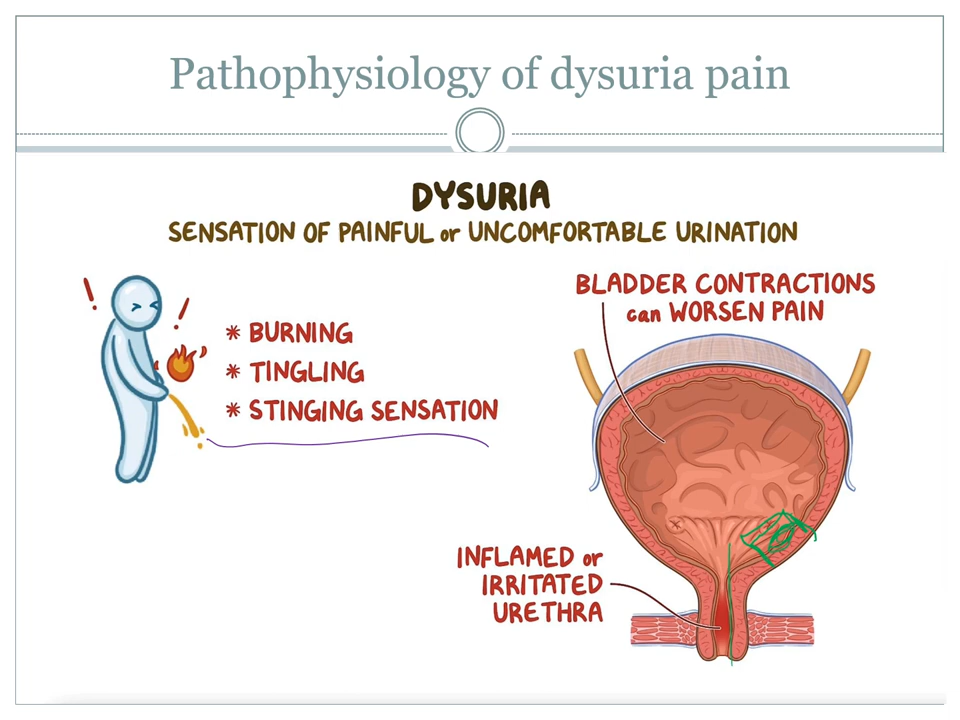 Pathophysiology of dysuria pain
DYSURIA
SENSATION OF PAINFUL or UNCOMFORTABLE URINATION
* BURNING
* TINGLING
* STINGING SENSATION
BLADDER CONTRACTIONS
can WORSEN PAIN
INFLAMED or
IRRITATED
URETHRA